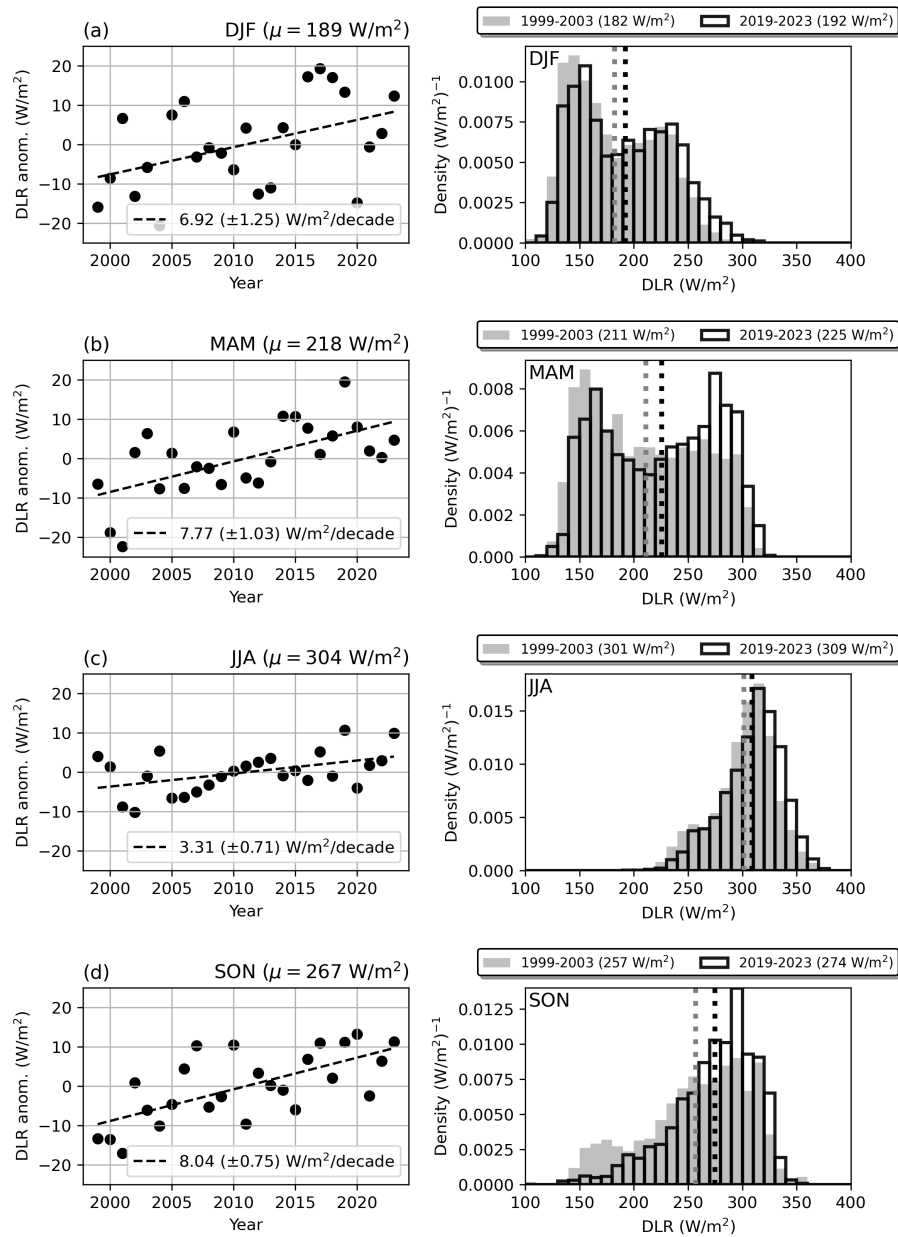 (a) DJF (μ = 189 W/m²)
DLR anom. (W/m²)
20
10
0
−10
−20
6.92 (±1.25) W/m²/decade
2000 2005 2010 2015 2020
Year
1999-2003 (182 W/m²) 2019-2023 (192 W/m²)
DJF
Density (W/m²)⁻¹
0.0100
0.0075
0.0050
0.0025
0.0000
100 150 200 250 300 350 400
DLR (W/m²)
(b) MAM (μ = 218 W/m²)
DLR anom. (W/m²)
20
10
0
−10
−20
7.77 (±1.03) W/m²/decade
2000 2005 2010 2015 2020
Year
1999-2003 (211 W/m²) 2019-2023 (225 W/m²)
MAM
Density (W/m²)⁻¹
0.008
0.006
0.004
0.002
0.000
100 150 200 250 300 350 400
DLR (W/m²)
(c) JJA (μ = 304 W/m²)
DLR anom. (W/m²)
20
10
0
−10
−20
3.31 (±0.71) W/m²/decade
2000 2005 2010 2015 2020
Year
1999-2003 (301 W/m²) 2019-2023 (309 W/m²)
JJA
Density (W/m²)⁻¹
0.015
0.010
0.005
0.000
100 150 200 250 300 350 400
DLR (W/m²)
(d) SON (μ = 267 W/m²)
DLR anom. (W/m²)
20
10
0
−10
−20
8.04 (±0.75) W/m²/decade
2000 2005 2010 2015 2020
Year
1999-2003 (257 W/m²) 2019-2023 (274 W/m²)
SON
Density (W/m²)⁻¹
0.0125
0.0100
0.0075
0.0050
0.0025
0.0000
100 150 200 250 300 350 400
DLR (W/m²)